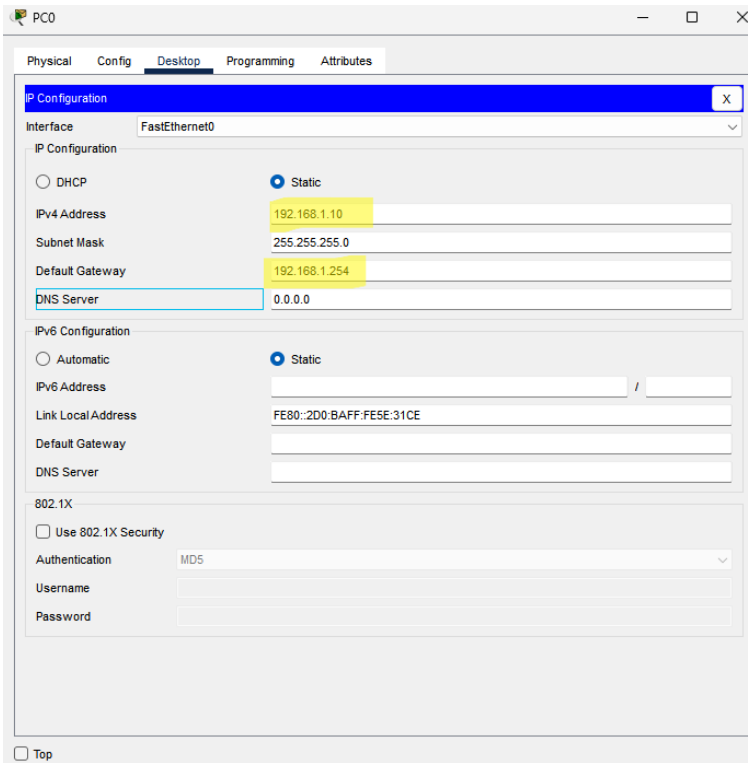 PC0
Physical Config Desktop Programming Attributes
IP Configuration X
Interface FastEthernet0
IP Configuration
DHCP Static
IPv4 Address 192.168.1.10
Subnet Mask 255.255.255.0
Default Gateway 192.168.1.254
DNS Server 0.0.0.0
IPv6 Configuration
Automatic Static
IPv6 Address /
Link Local Address FE80::2D0:BAFF:FE5E:31CE
Default Gateway
DNS Server
802.1X
Use 802.1X Security
Authentication MD5
Username
Password
Top